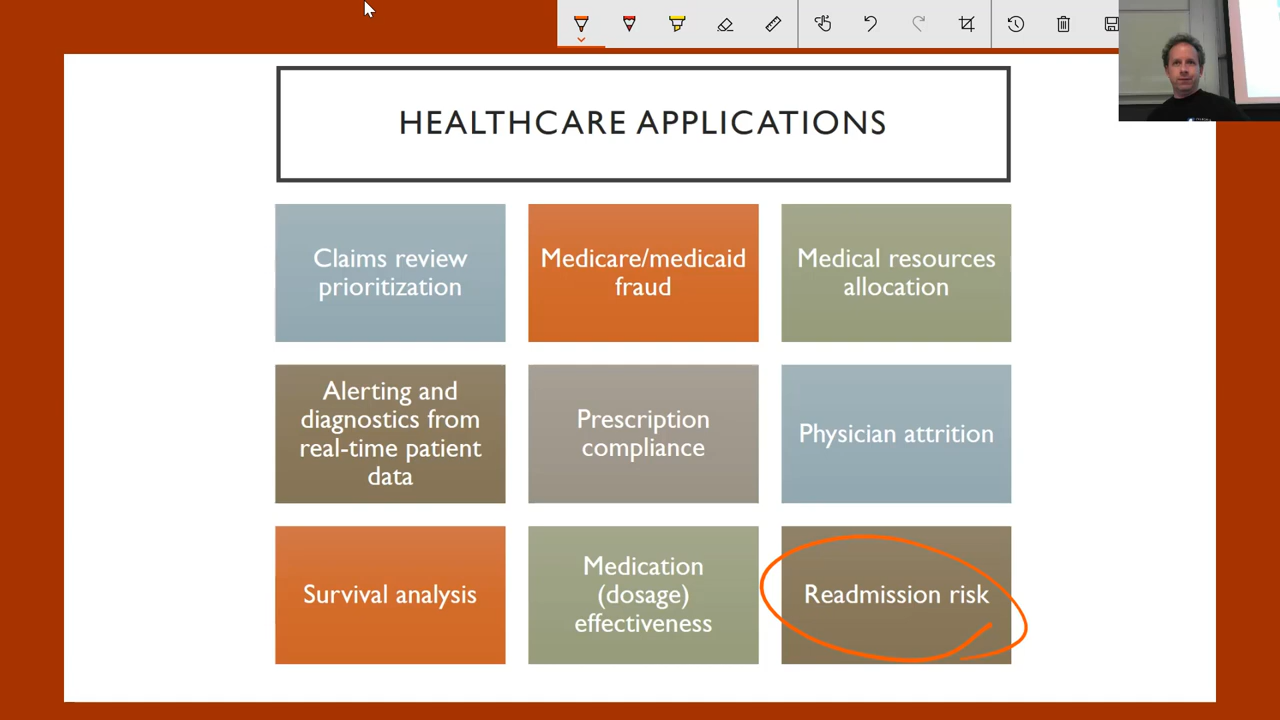 HEALTHCARE APPLICATIONS
Claims review
prioritization
Medicare/medicaid
fraud
Medical resources
allocation
Alerting and
diagnostics from
real-time patient
data
Prescription
compliance
Physician attrition
Survival analysis
Medication
(dosage)
effectiveness
Readmission risk